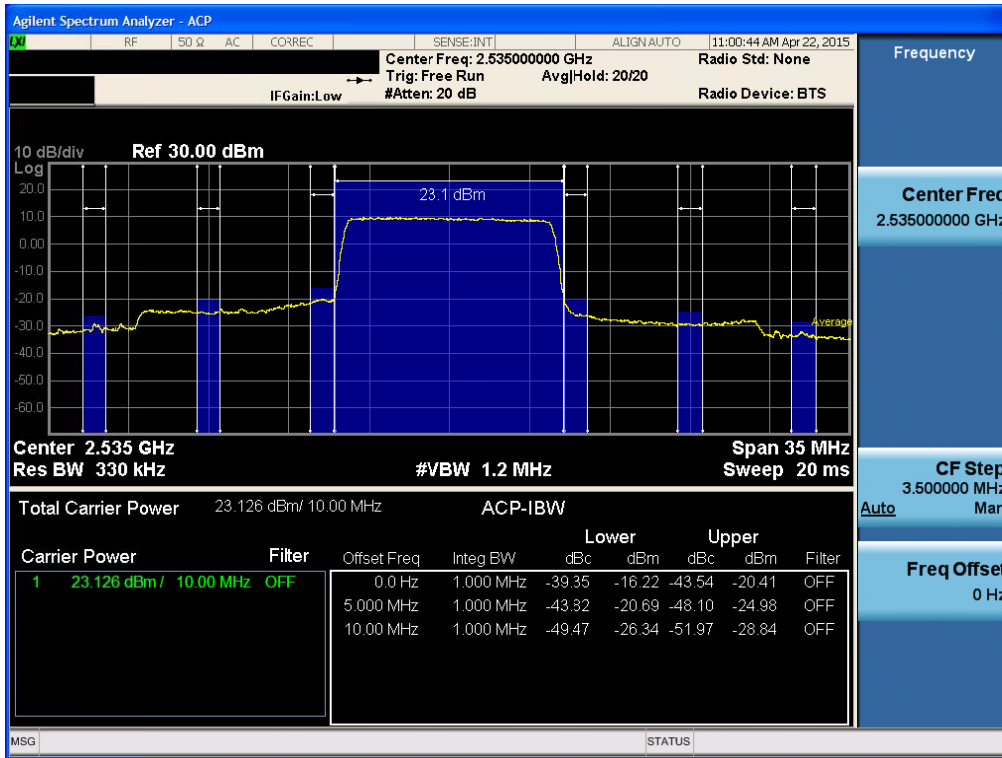 Agilent Spectrum Analyzer - ACP
LXI RF 50 Ω AC CORREC SENSE:INT ALIGN AUTO 11:00:44 AM Apr 22, 2015
Center Freq: 2.535000000 GHz Radio Std: None
Trig: Free Run Avg|Hold: 20/20
IFGain:Low #Atten: 20 dB Radio Device: BTS
10 dB/div Ref 30.00 dBm
Log
20.0
10.0
0.00
-10.0
-20.0
-30.0
-40.0
-60.0
23.1 dBm
Average
Center 2.535 GHz Span 35 MHz
Res BW 330 kHz #VBW 1.2 MHz Sweep 20 ms
Total Carrier Power 23.126 dBm/ 10.00 MHz ACP-IBW
Lower Upper
Carrier Power Filter Offset Freq Integ BW dBc dBm dBc dBm Filter
1 23.126 dBm / 10.00 MHz OFF 0.0 Hz 1.000 MHz -39.35 -16.22 -43.54 -20.41 OFF
5.000 MHz 1.000 MHz -43.82 -20.69 -48.10 -24.98 OFF
10.00 MHz 1.000 MHz -49.47 -26.34 -51.97 -28.84 OFF
MSG STATUS
Frequency
Center Freq
2.535000000 GHz
CF Step
3.500000 MHz
Auto Man
Freq Offset
0 Hz